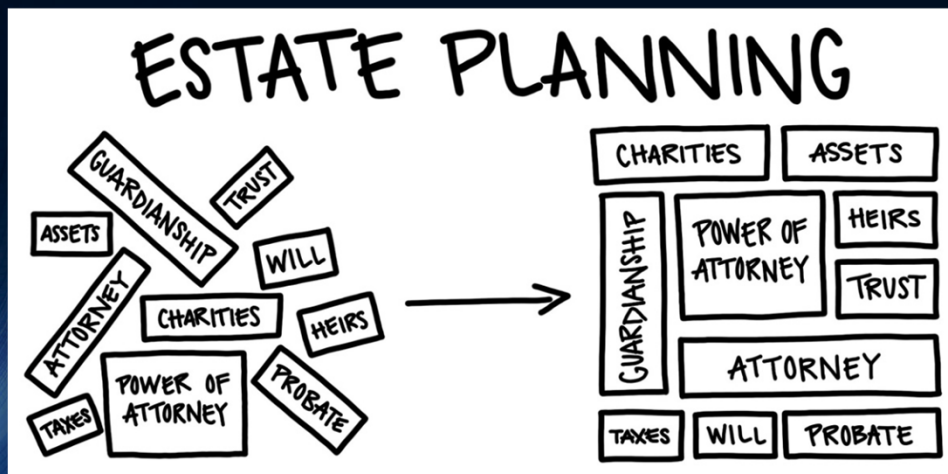 ESTATE PLANNING
GUARDIANSHIP
TRUST
ASSETS
WILL
ATTORNEY
CHARITIES
HEIRS
POWER OF
ATTORNEY
PROBATE
TAXES
CHARITIES
ASSETS
GUARDIANSHIP
POWER OF
ATTORNEY
HEIRS
TRUST
ATTORNEY
TAXES
WILL
PROBATE